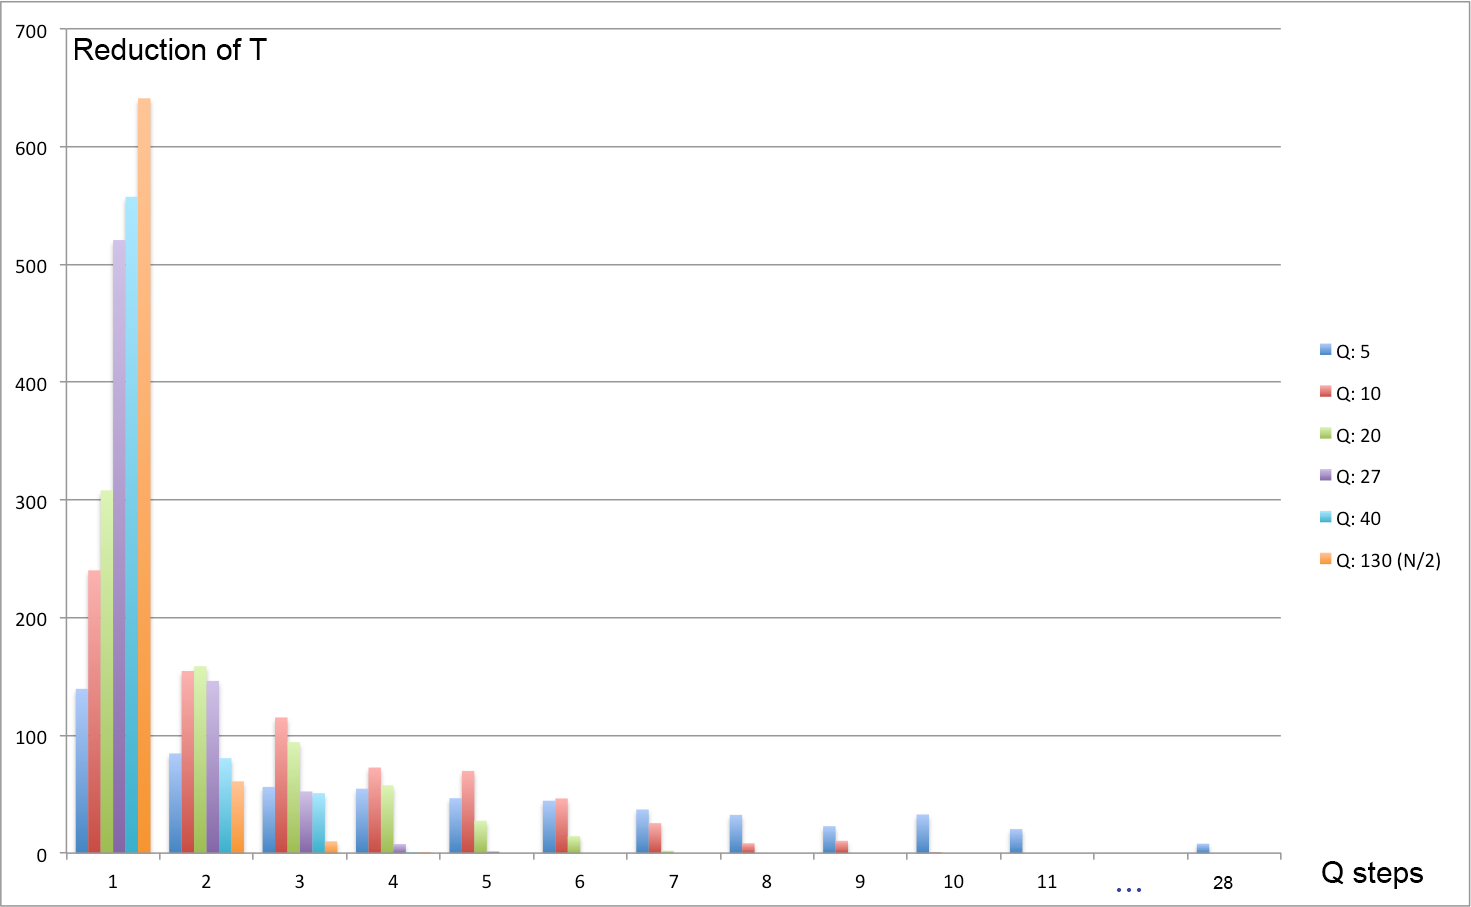 Reduction of T
700
600
500
400
300
200
100
0
1 2 3 4 5 6 7 8 9 10 11 ... 28
Q steps
Q: 5
Q: 10
Q: 20
Q: 27
Q: 40
Q: 130 (N/2)